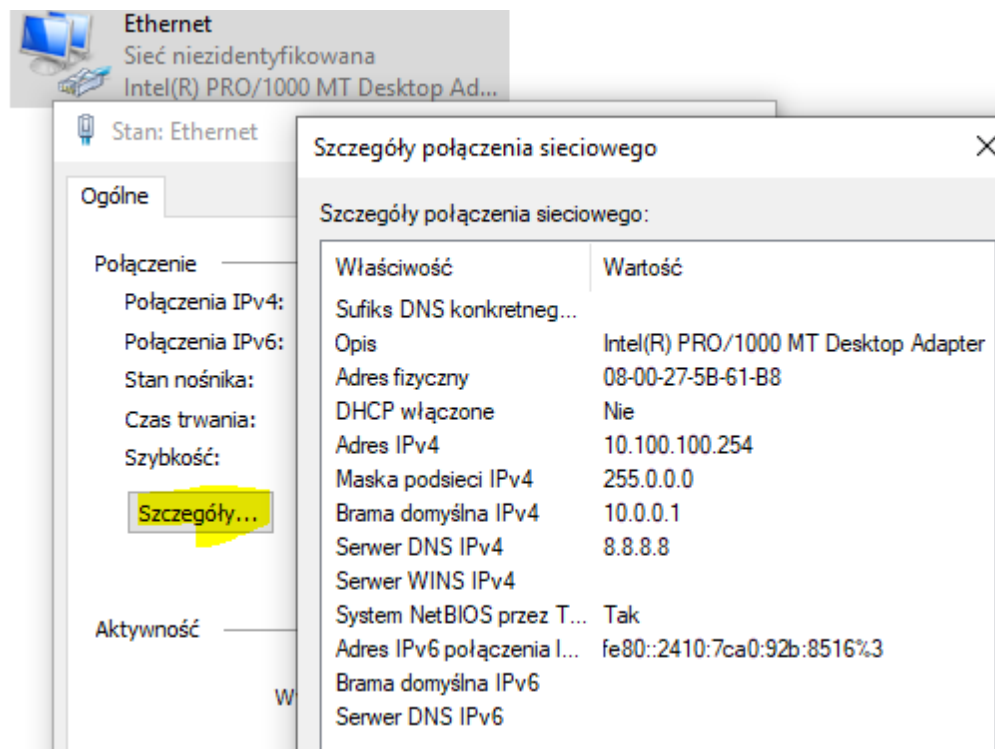 Ethernet
Sieć niezidentyfikowana
Intel(R) PRO/1000 MT Desktop Ad...
Stan: Ethernet
Ogólne
Połączenie
Połączenia IPv4:
Połączenia IPv6:
Stan nośnika:
Czas trwania:
Szybkość:
Szczegóły...
Aktywność
Szczegóły połączenia sieciowego
Szczegóły połączenia sieciowego:
Właściwość Wartość
Sufiks DNS konkretneg...
Opis Intel(R) PRO/1000 MT Desktop Adapter
Adres fizyczny 08-00-27-5B-61-B8
DHCP włączone Nie
Adres IPv4 10.100.100.254
Maska podsieci IPv4 255.0.0.0
Brama domyślna IPv4 10.0.0.1
Serwer DNS IPv4 8.8.8.8
Serwer WINS IPv4
System NetBIOS przez T... Tak
Adres IPv6 połączenia l... fe80::2410:7ca0:92b:8516%3
Brama domyślna IPv6
Serwer DNS IPv6